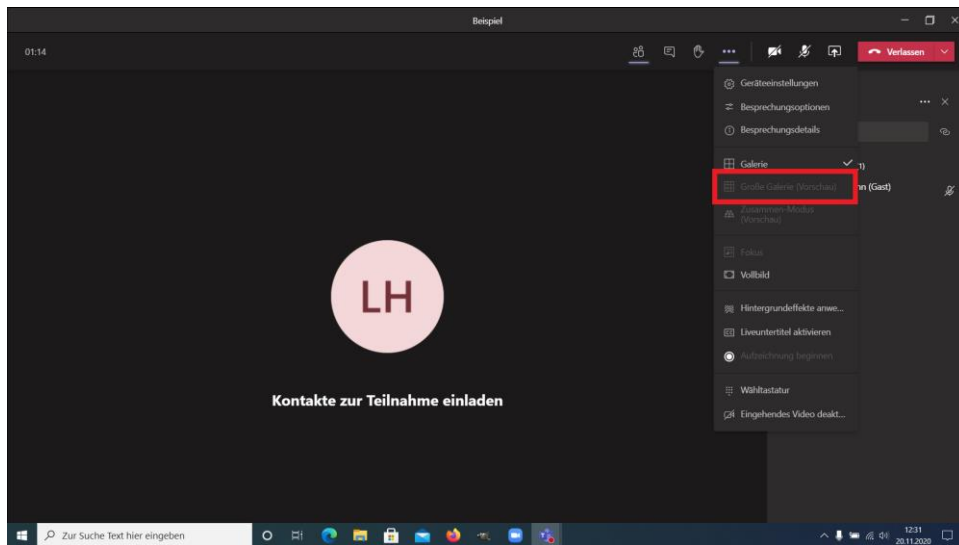 Beispiel
01:14
Verlassen
Geräteeinstellungen
Besprechungsoptionen
Besprechungsdetails
Galerie
Große Galerie (Vorschau)
(Gast)
Zusammen-Modus
(Vorschau)
Fokus
Vollbild
LH
Hintergrundeffekte anwe...
Liveuntertitel aktivieren
Aufzeichnung beginnen
Kontakte zur Teilnahme einladen
Wähltastatur
Eingehendes Video deakt...
Zur Suche Text hier eingeben
12:31
20.11.2020